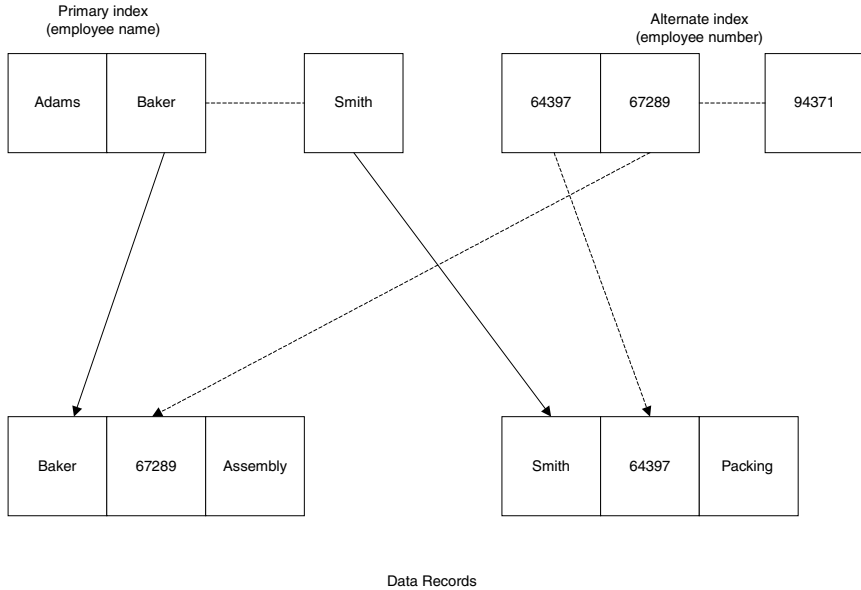 Primary index
(employee name)
Alternate index
(employee number)
Adams
Baker
Smith
64397
67289
94371
Baker
67289
Assembly
Smith
64397
Packing
Data Records